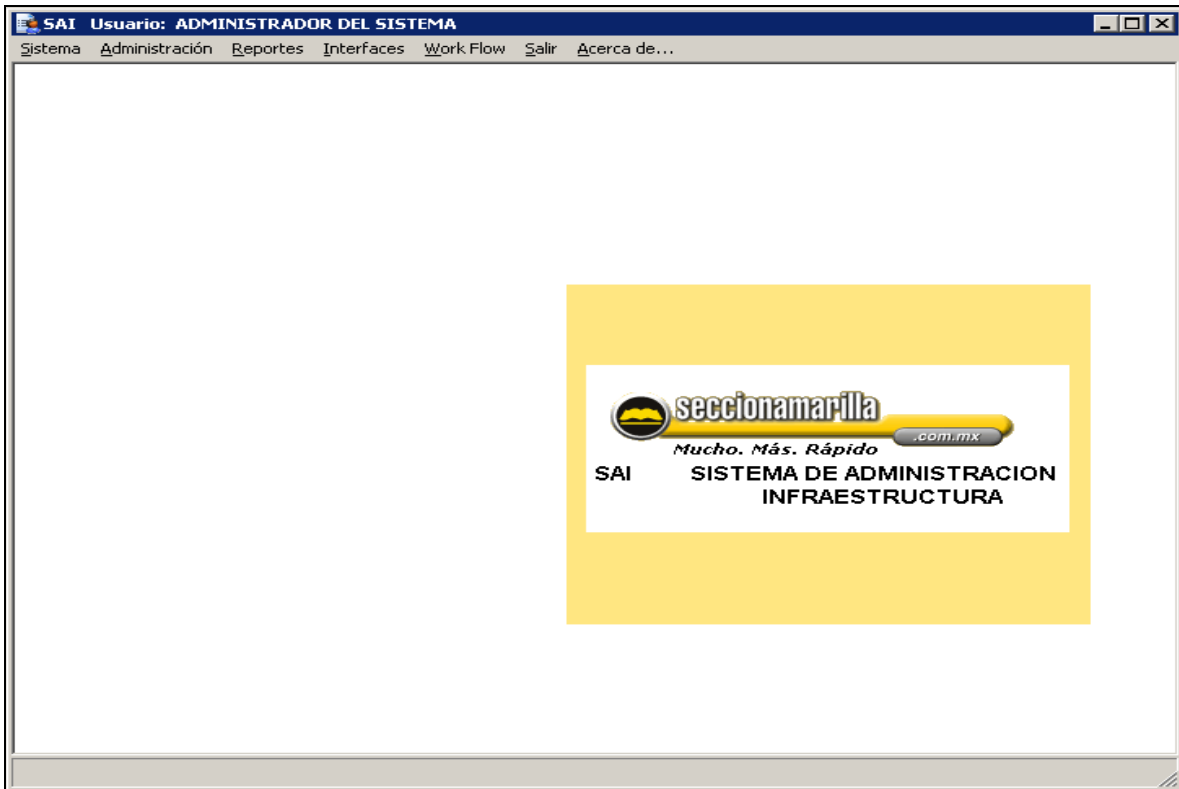 SAI Usuario: ADMINISTRADOR DEL SISTEMA
Sistema Administración Reportes Interfaces Work Flow Salir Acerca de...
seccionamarilla
.com.mx
Mucho. Más. Rápido
SAI SISTEMA DE ADMINISTRACION
INFRAESTRUCTURA